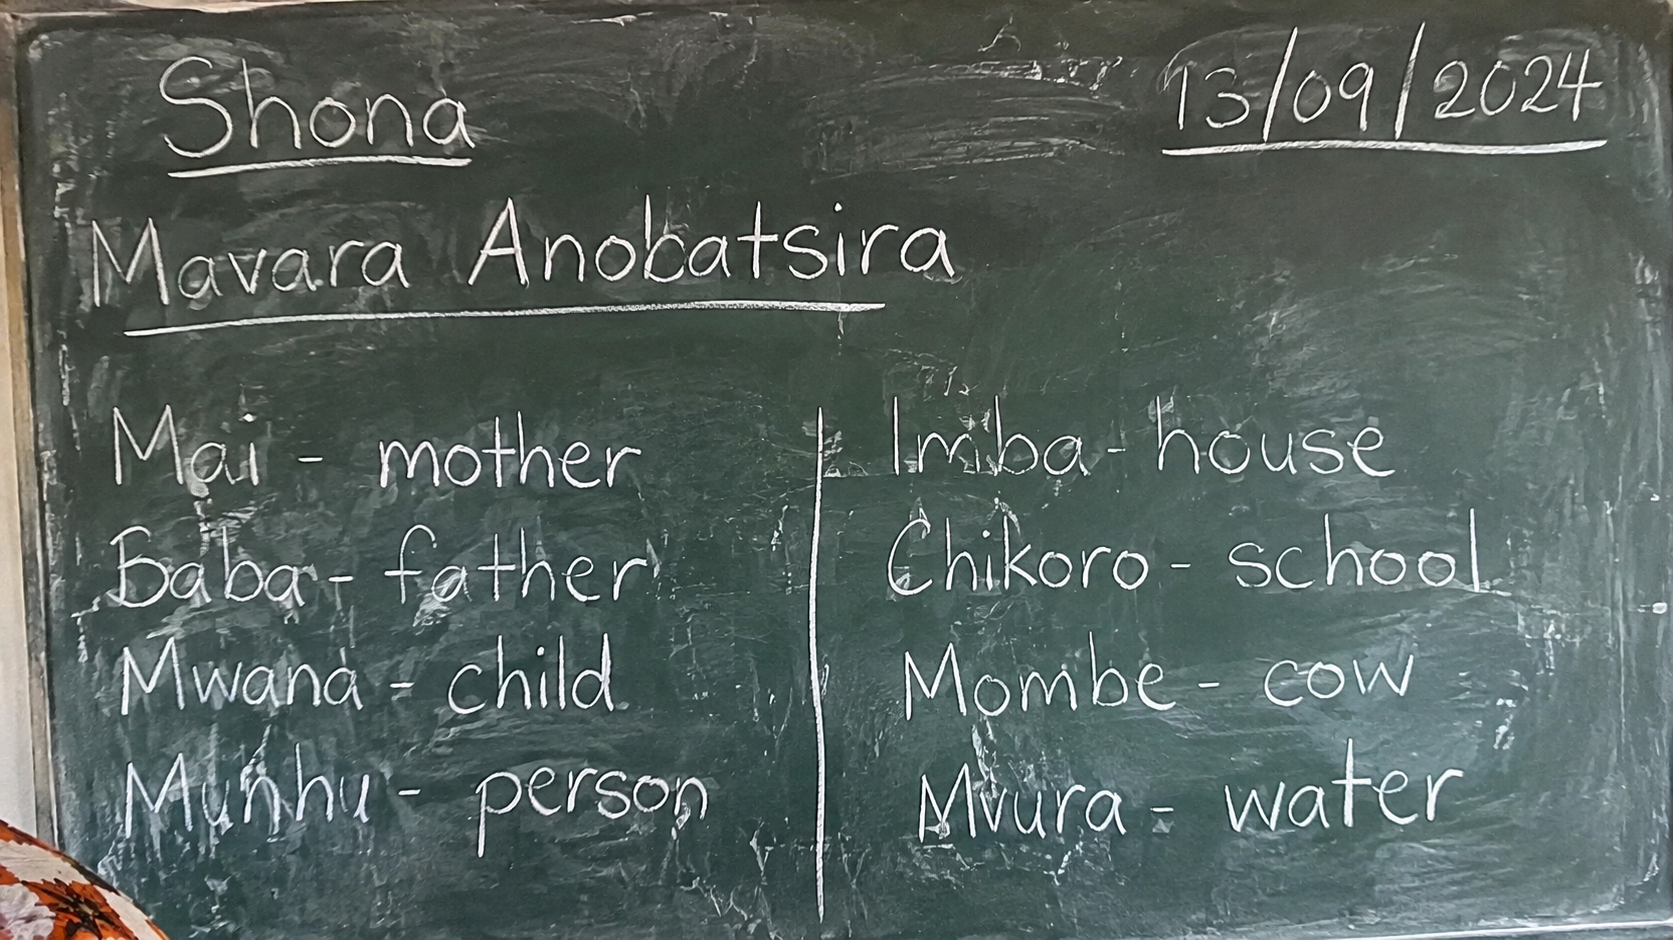 Shona 13/09/2024
Mavara Anobatsira
Mai - mother
Baba - father
Mwana - child
Munhu - person
Imba - house
Chikoro - school
Mombe - cow
Mvura - water